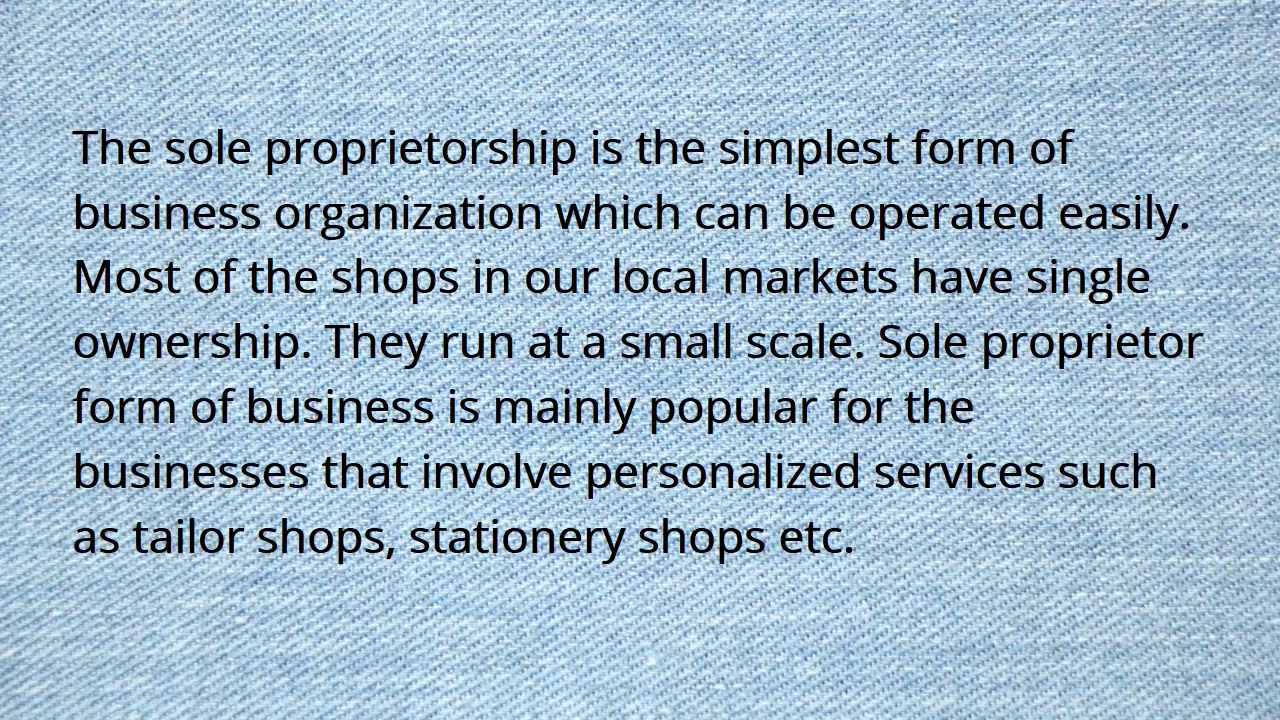 The sole proprietorship is the simplest form of
business organization which can be operated easily.
Most of the shops in our local markets have single
ownership. They run at a small scale. Sole proprietor
form of business is mainly popular for the
businesses that involve personalized services such
as tailor shops, stationery shops etc.